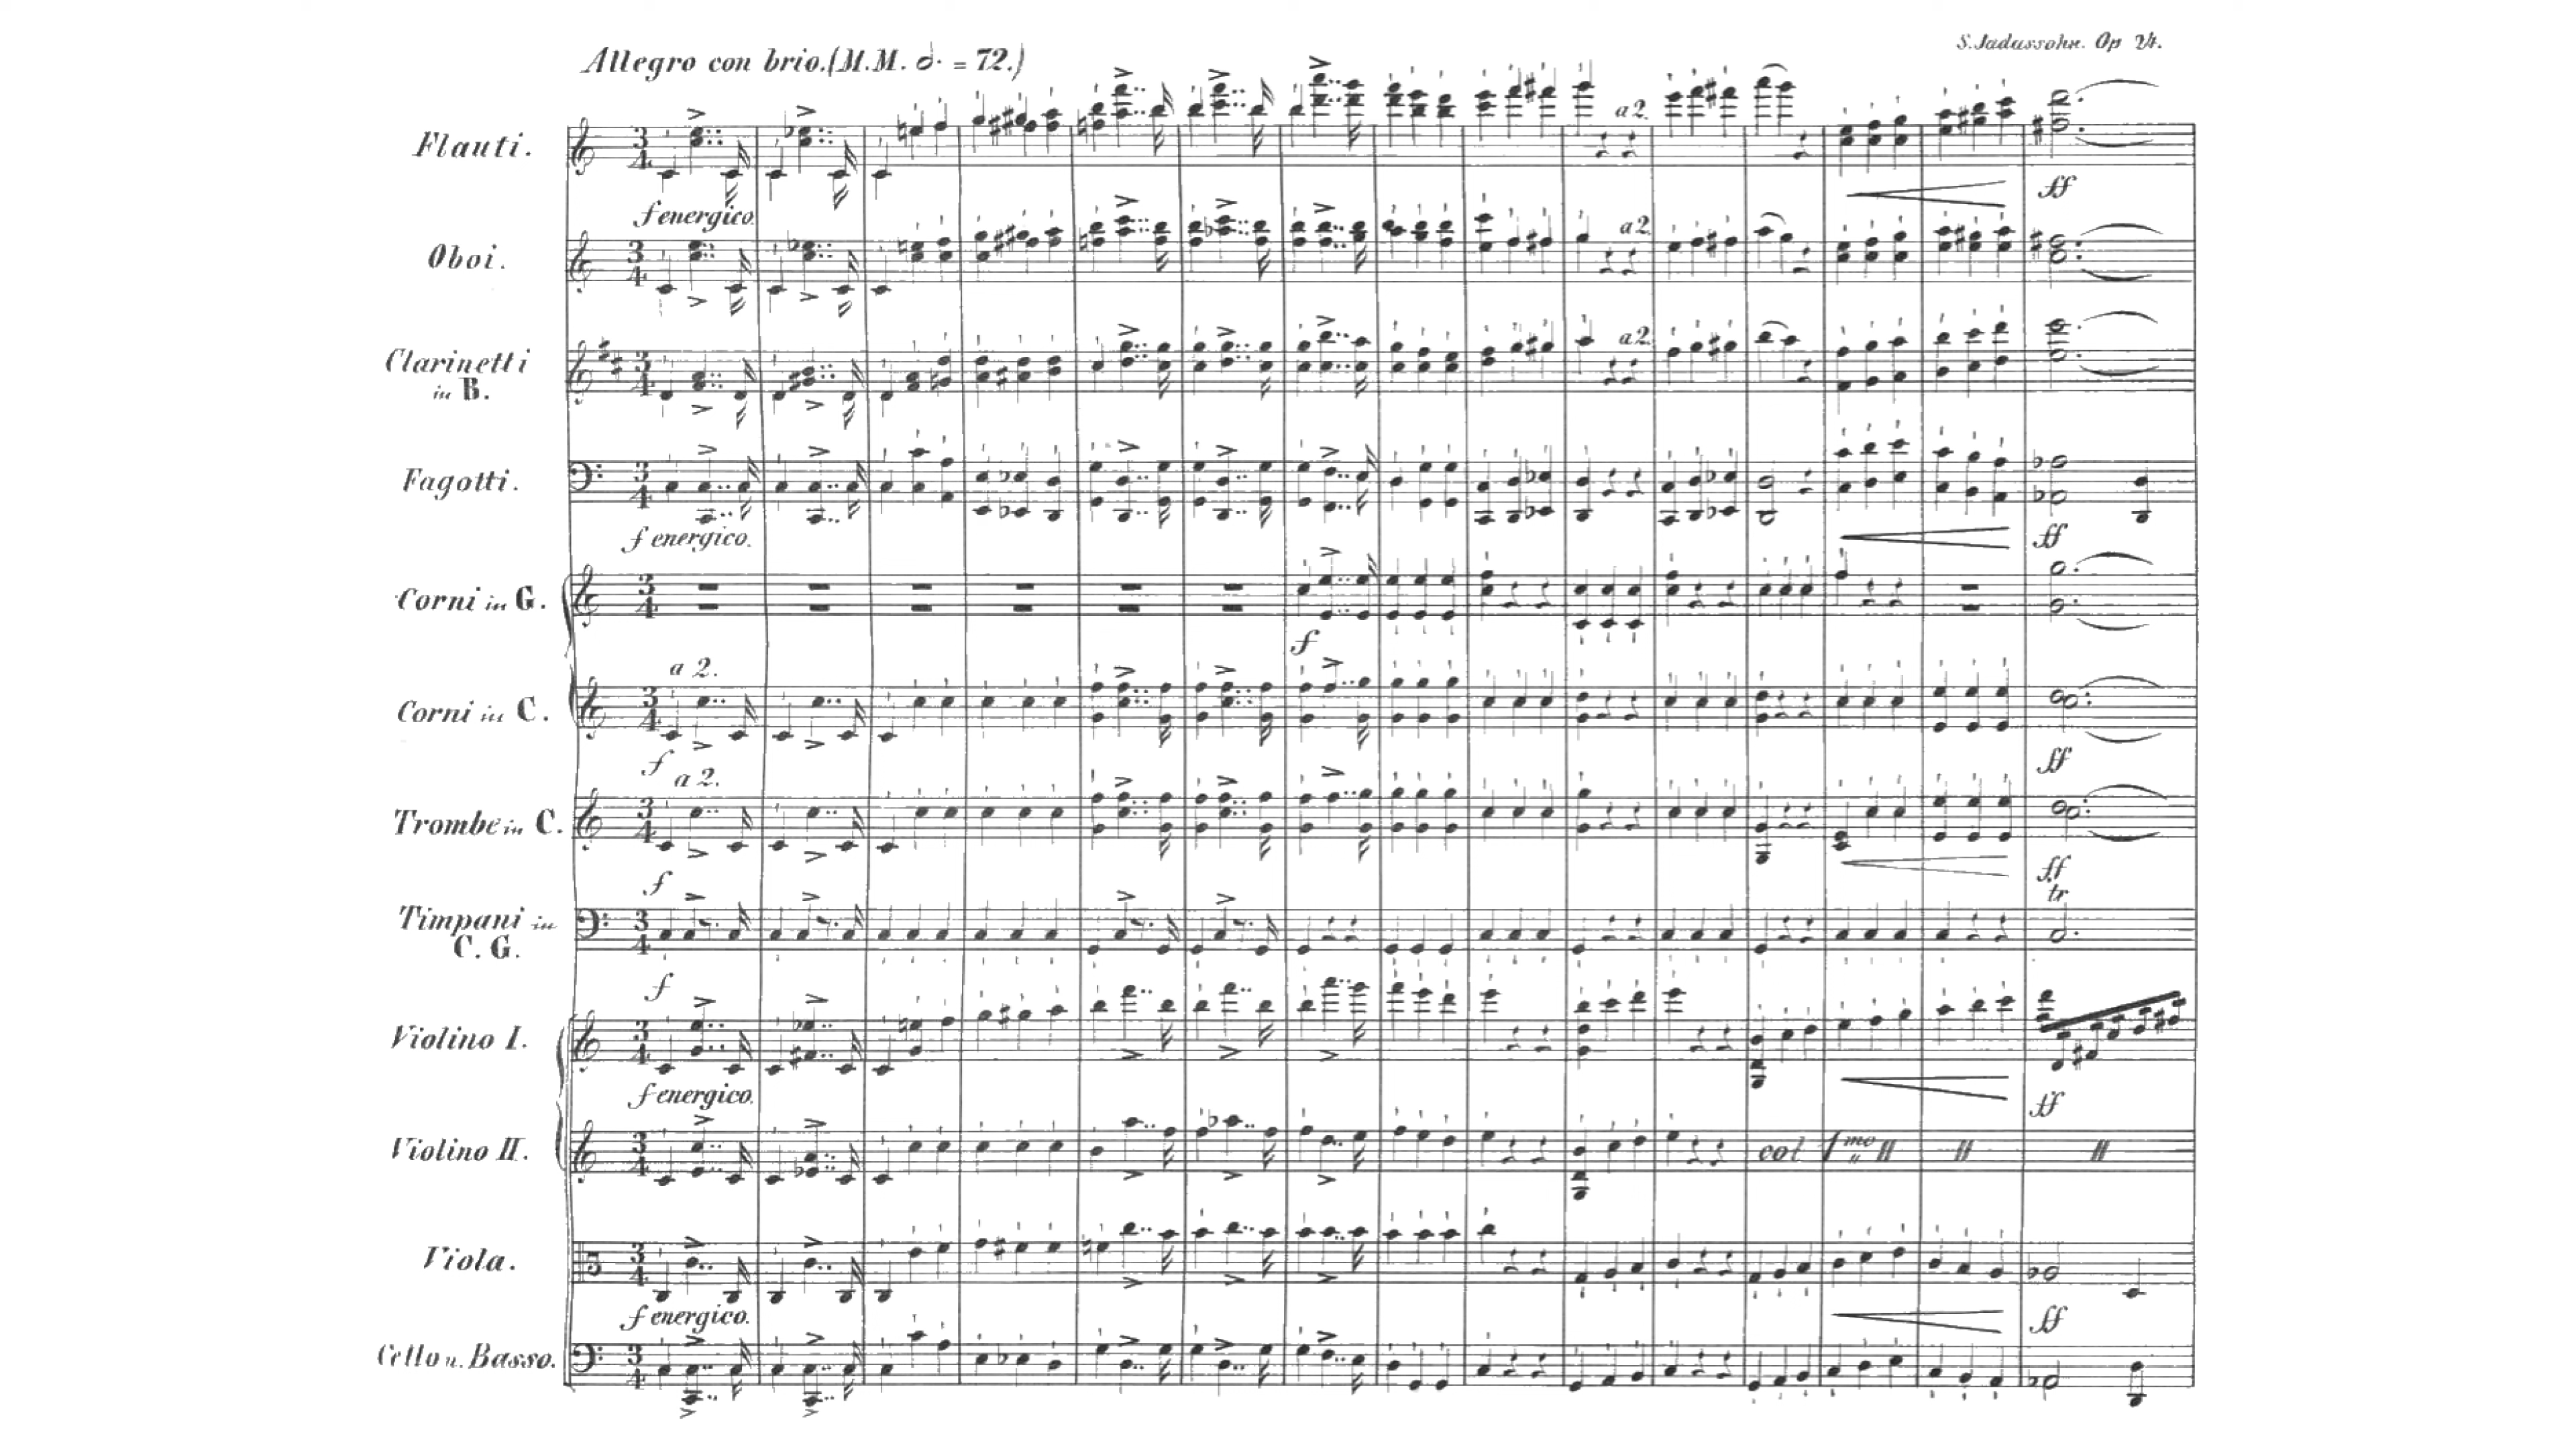 S. Jadassohn. Op 24.
Allegro con brio. (M.M. 𝅗𝅥. = 72.)
Flauti.
a 2.
f energico.
ff
Oboi.
a 2.
Clarinetti
in B.
a 2.
Fagotti.
f energico.
ff
Corni in G.
f
a 2.
Corni in C.
f
ff
a 2.
Trombe in C.
f
ff
tr
Timpani in
C. G.
f
Violino I.
f energico.
ff
Violino II.
col 1mo
Viola.
f energico.
ff
Cello u. Basso.